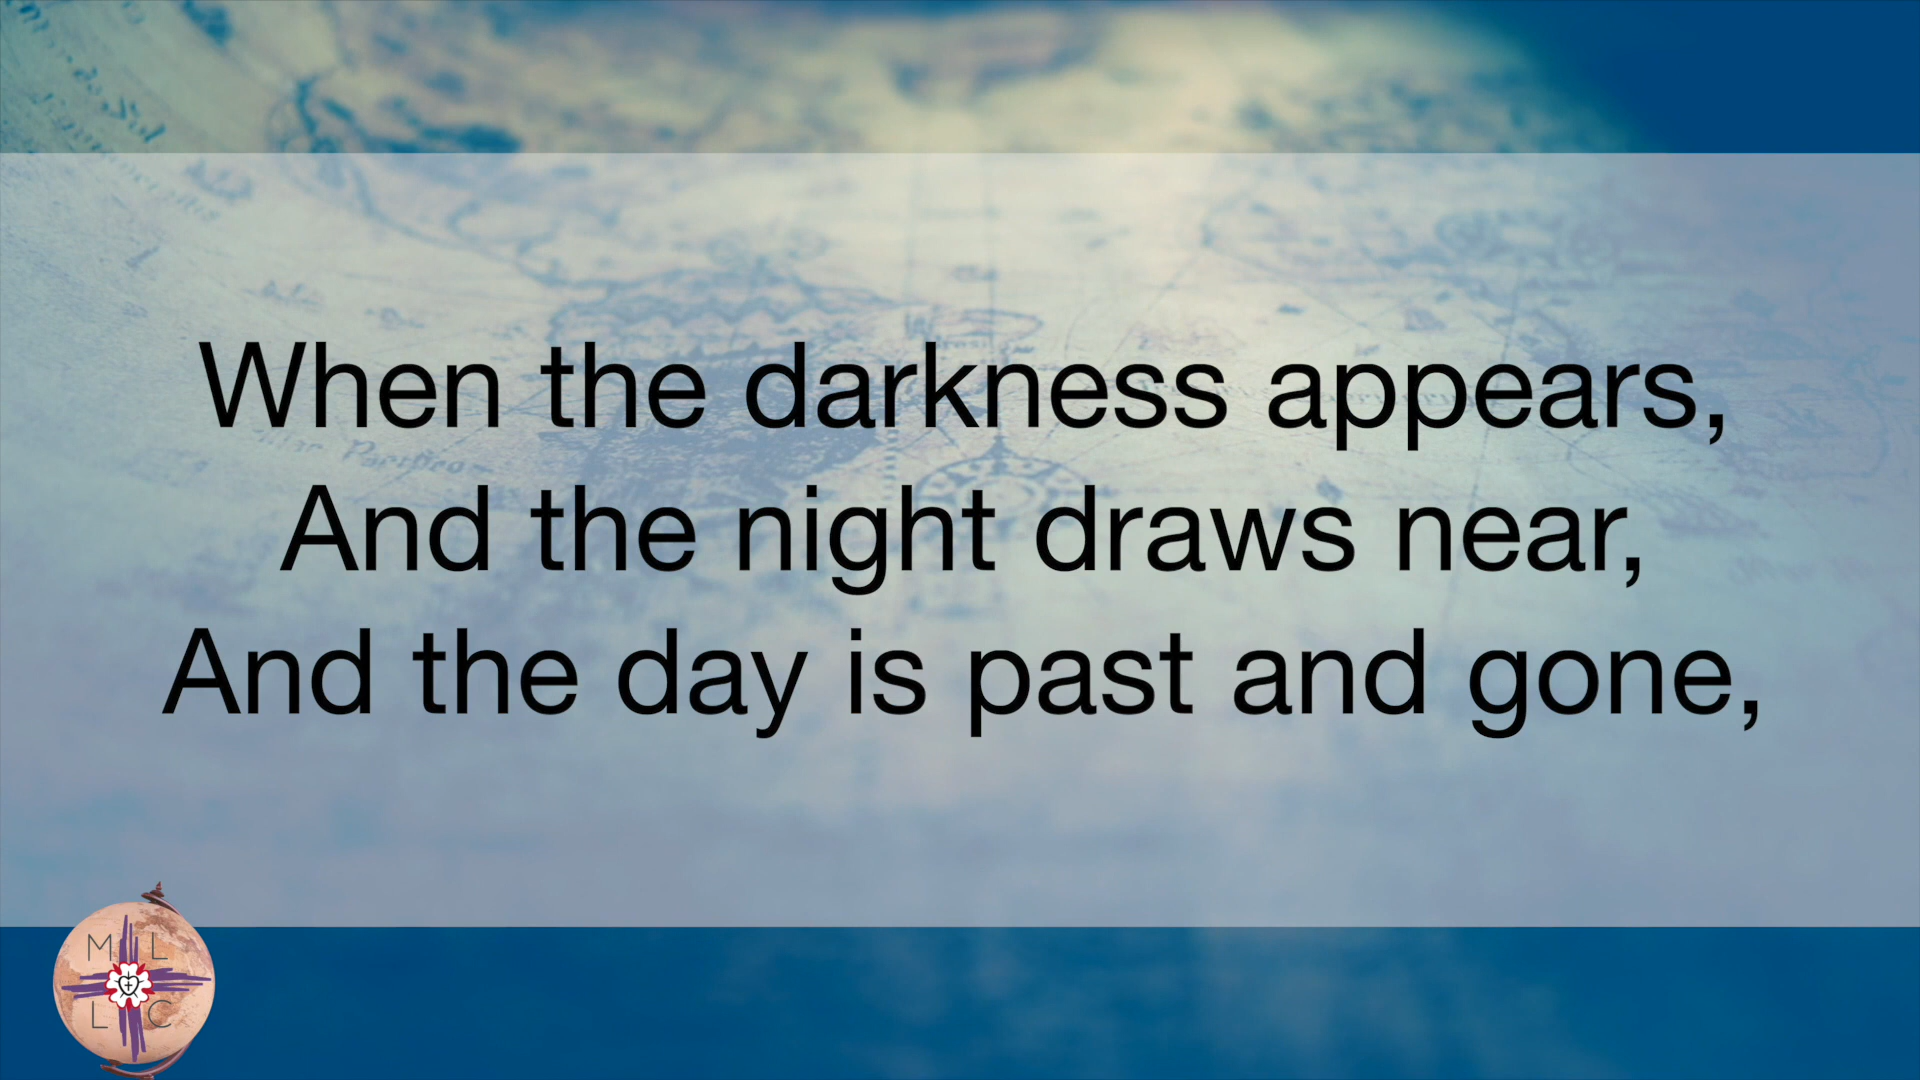 When the darkness appears,
And the night draws near,
And the day is past and gone,
M L
L C